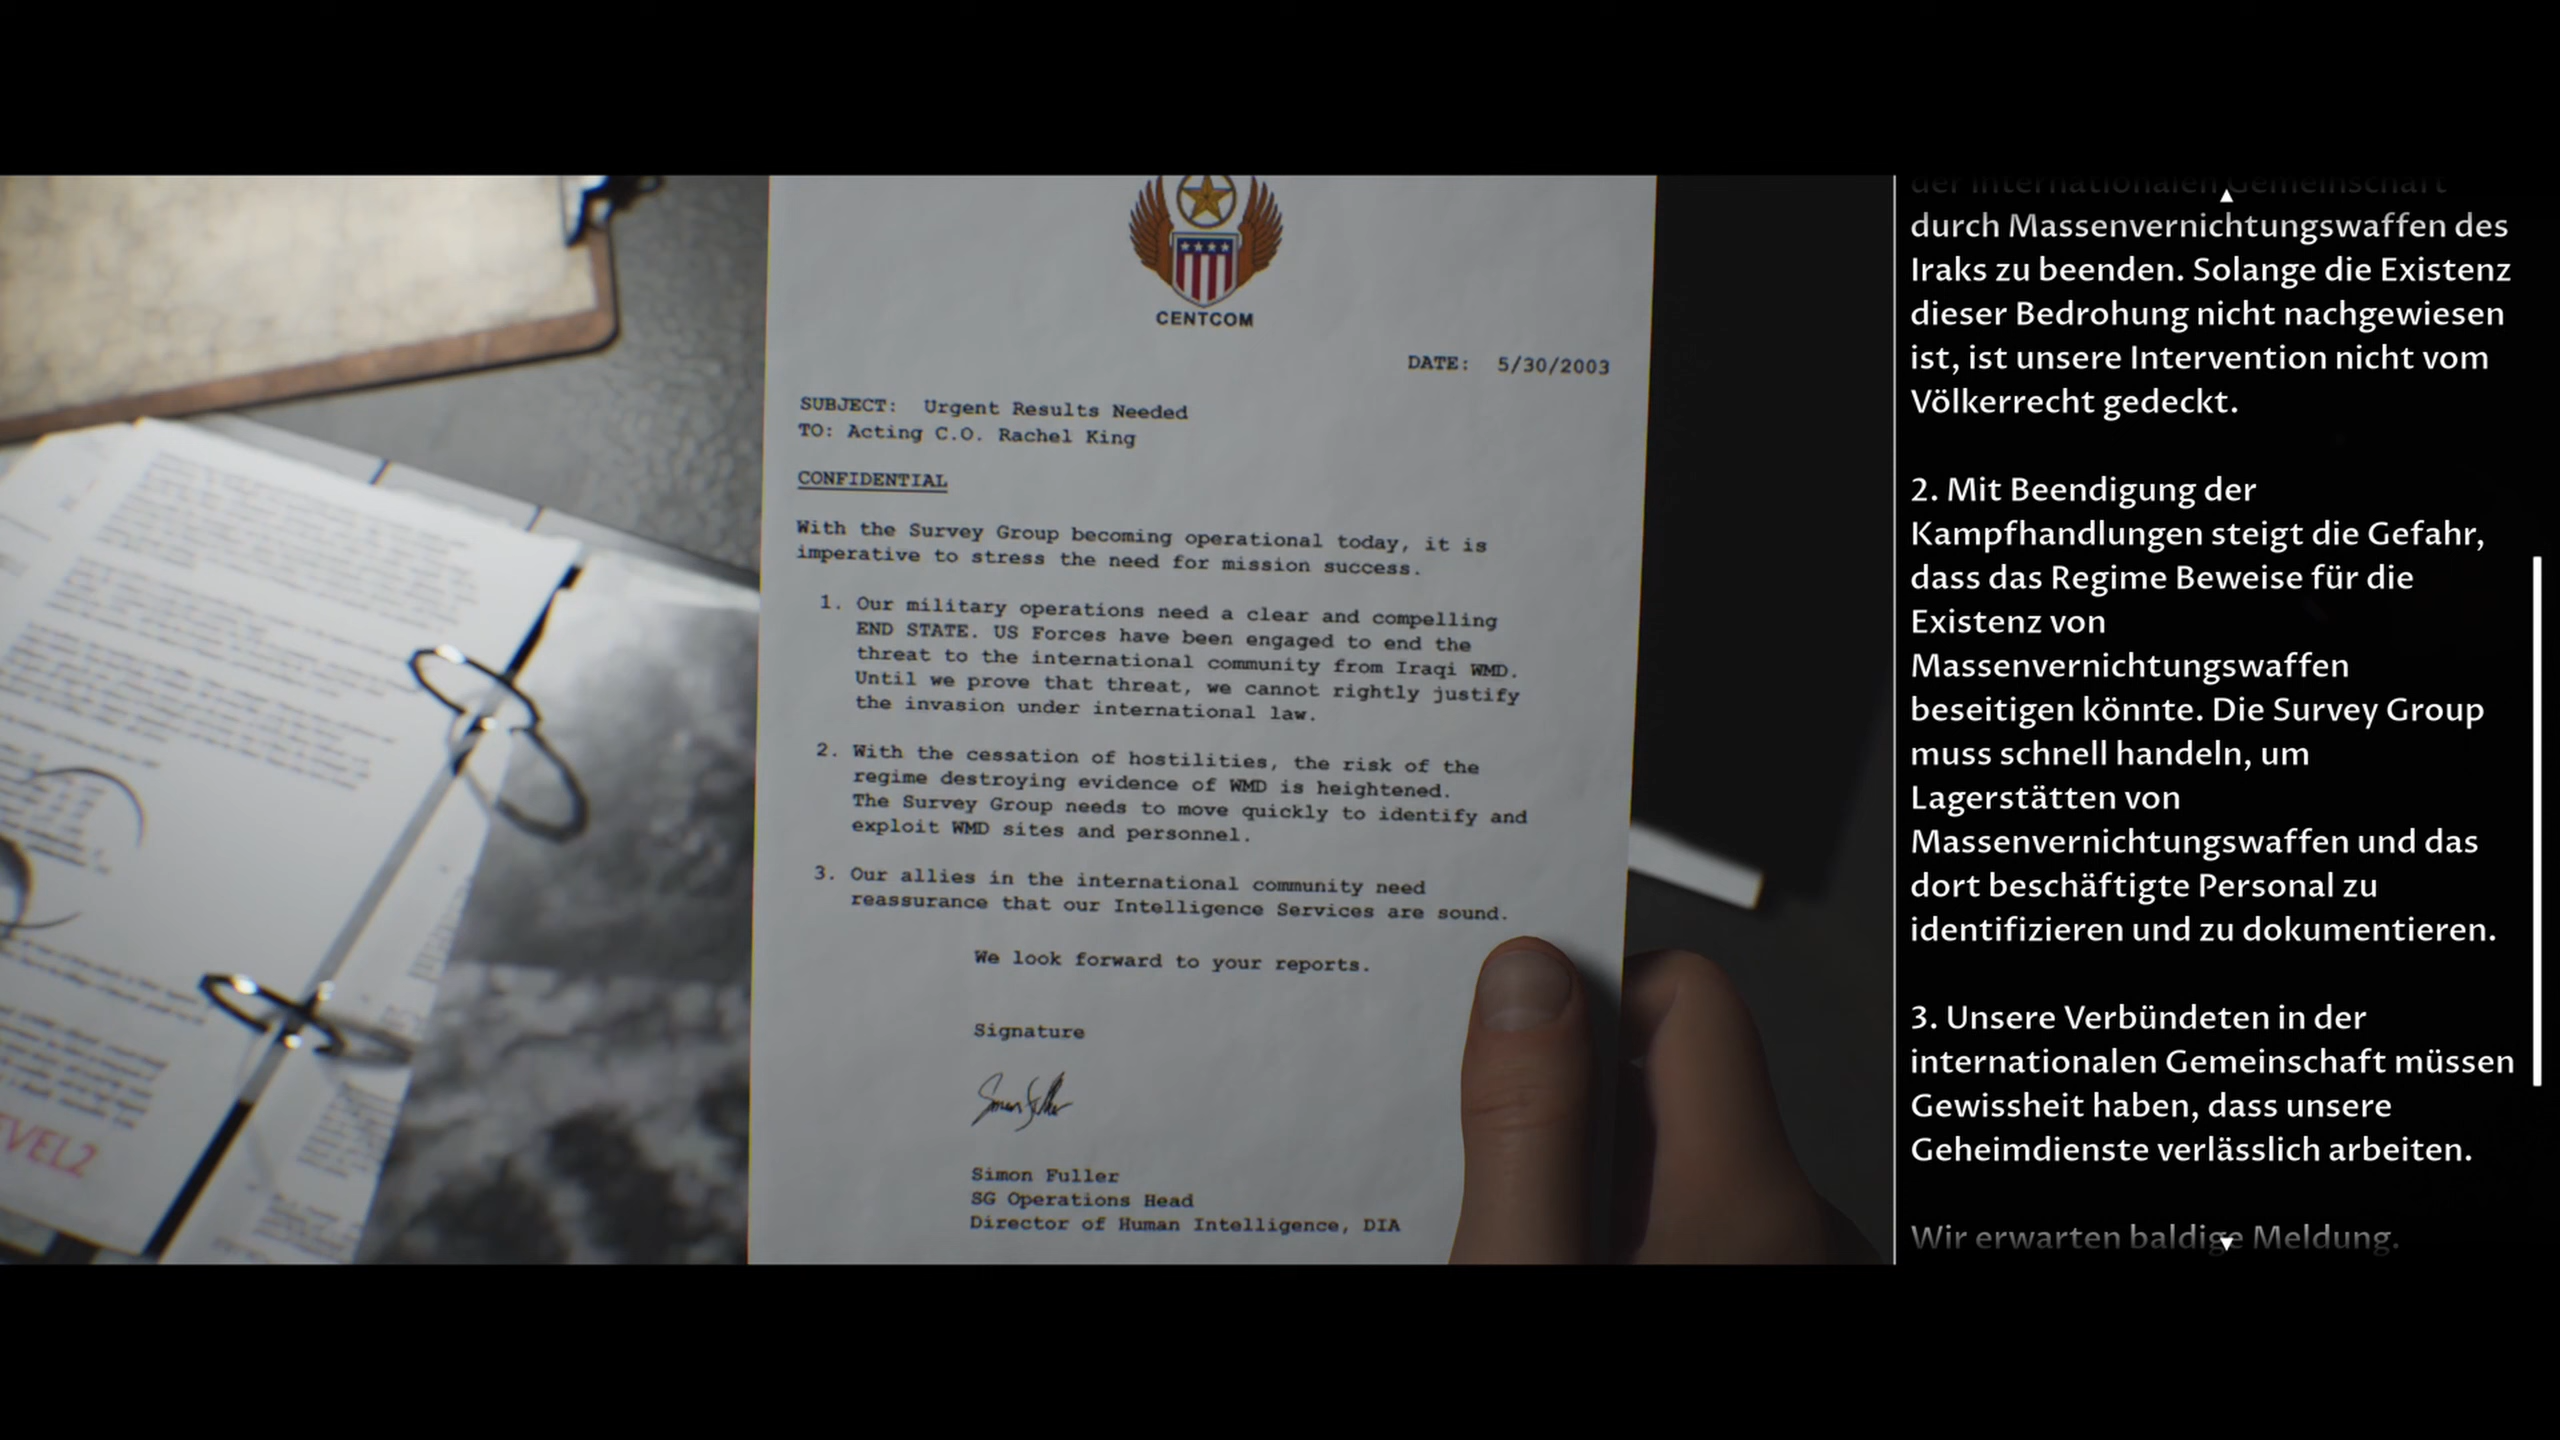 CENTCOM
DATE: 5/30/2003
SUBJECT: Urgent Results Needed
TO: Acting C.O. Rachel King
CONFIDENTIAL
With the Survey Group becoming operational today, it is
imperative to stress the need for mission success.
1. Our military operations need a clear and compelling
END STATE. US Forces have been engaged to end the
threat to the international community from Iraqi WMD.
Until we prove that threat, we cannot rightly justify
the invasion under international law.
2. With the cessation of hostilities, the risk of the
regime destroying evidence of WMD is heightened.
The Survey Group needs to move quickly to identify and
exploit WMD sites and personnel.
3. Our allies in the international community need
reassurance that our Intelligence Services are sound.
We look forward to your reports.
Signature
Simon Fuller
Simon Fuller
SG Operations Head
Director of Human Intelligence, DIA
der internationalen Gemeinschaft
durch Massenvernichtungswaffen des
Iraks zu beenden. Solange die Existenz
dieser Bedrohung nicht nachgewiesen
ist, ist unsere Intervention nicht vom
Völkerrecht gedeckt.
2. Mit Beendigung der
Kampfhandlungen steigt die Gefahr,
dass das Regime Beweise für die
Existenz von
Massenvernichtungswaffen
beseitigen könnte. Die Survey Group
muss schnell handeln, um
Lagerstätten von
Massenvernichtungswaffen und das
dort beschäftigte Personal zu
identifizieren und zu dokumentieren.
3. Unsere Verbündeten in der
internationalen Gemeinschaft müssen
Gewissheit haben, dass unsere
Geheimdienste verlässlich arbeiten.
Wir erwarten baldige Meldung.